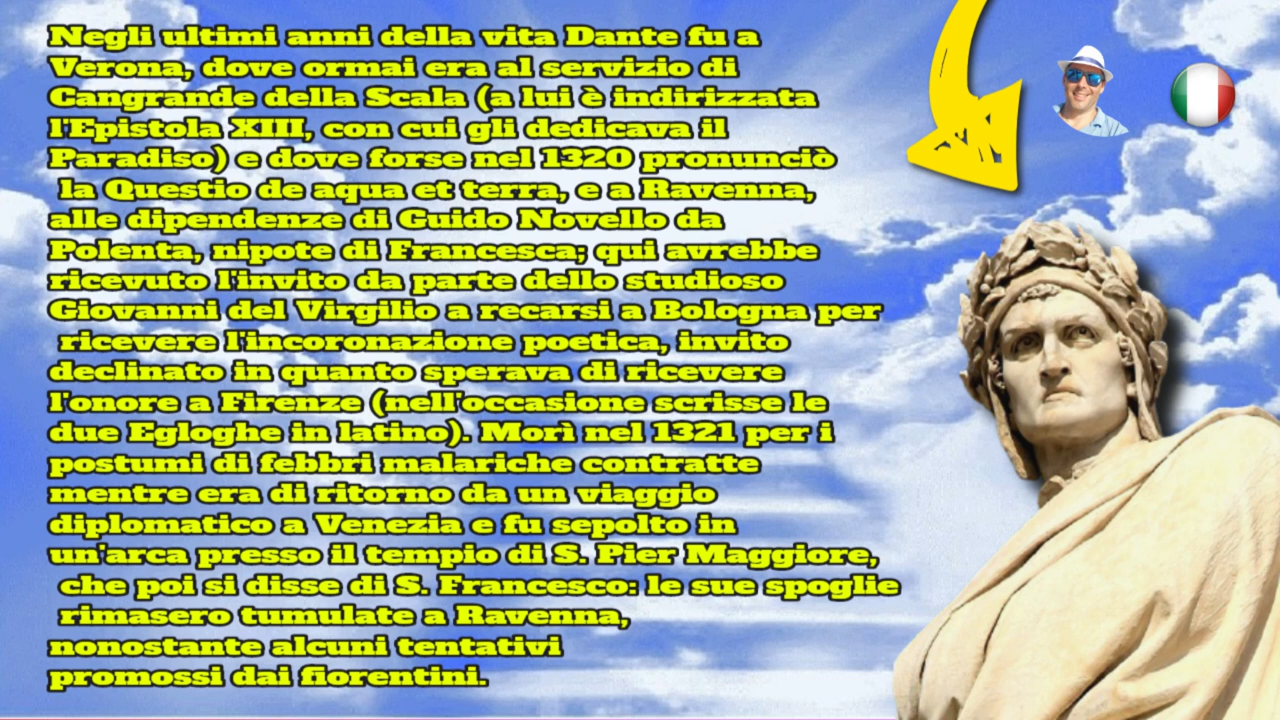 Negli ultimi anni della vita Dante fu a
Verona, dove ormai era al servizio di
Cangrande della Scala (a lui è indirizzata
l'Epistola XIII, con cui gli dedicava il
Paradiso) e dove forse nel 1320 pronunciò
la Questio de aqua et terra, e a Ravenna,
alle dipendenze di Guido Novello da
Polenta, nipote di Francesca; qui avrebbe
ricevuto l'invito da parte dello studioso
Giovanni del Virgilio a recarsi a Bologna per
ricevere l'incoronazione poetica, invito
declinato in quanto sperava di ricevere
l'onore a Firenze (nell'occasione scrisse le
due Egloghe in latino). Morì nel 1321 per i
postumi di febbri malariche contratte
mentre era di ritorno da un viaggio
diplomatico a Venezia e fu sepolto in
un'arca presso il tempio di S. Pier Maggiore,
che poi si disse di S. Francesco: le sue spoglie
rimasero tumulate a Ravenna,
nonostante alcuni tentativi
promossi dai fiorentini.